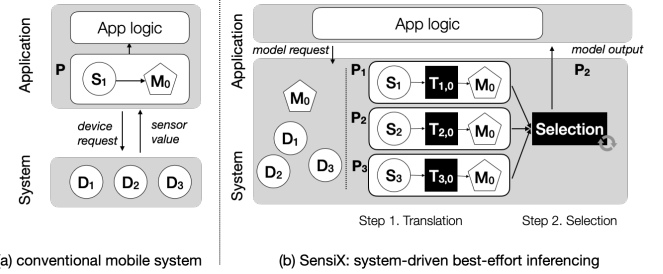 Application
App logic
P
S1
M0
device request
sensor value
System
D1
D2
D3
(a) conventional mobile system
Application
App logic
model request
model output
P2
System
M0
D1
D2
D3
P1
S1
T1,0
M0
P2
S2
T2,0
M0
P3
S3
T3,0
M0
Selection
Step 1. Translation
Step 2. Selection
(b) SensiX: system-driven best-effort inferencing